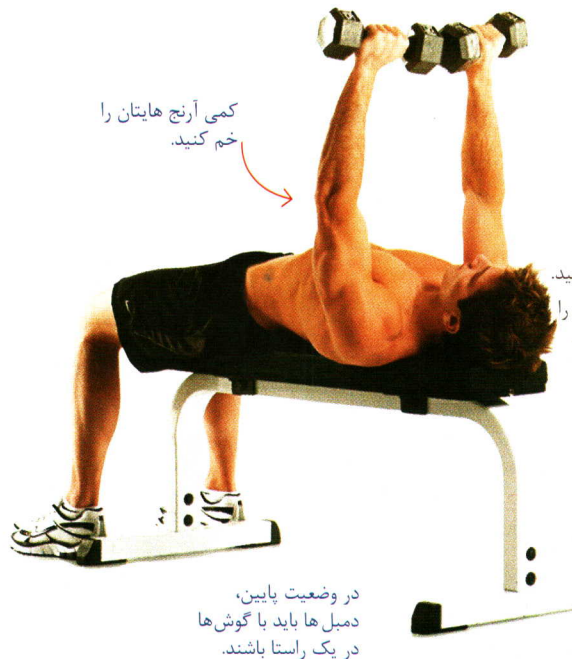 کمی آرنج هایتان را
خم کنید.
را
در وضعیت پایین،
دمبل ها باید با گوش‌ها
در یک راستا باشند.